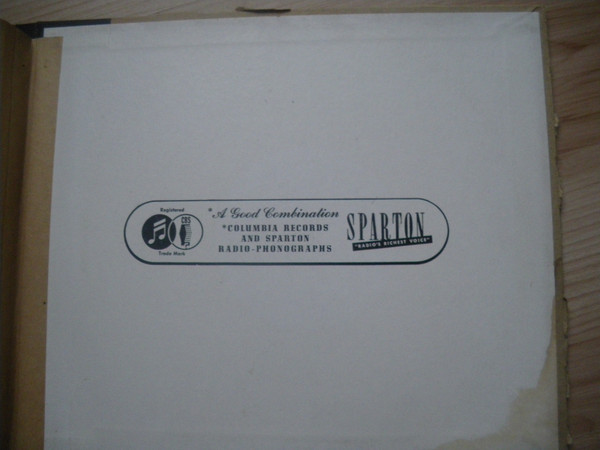 Registered
CBS
Trade Mark
*A Good Combination
*COLUMBIA RECORDS
AND SPARTON
RADIO-PHONOGRAPHS
SPARTON
"RADIO'S RICHEST VOICE"